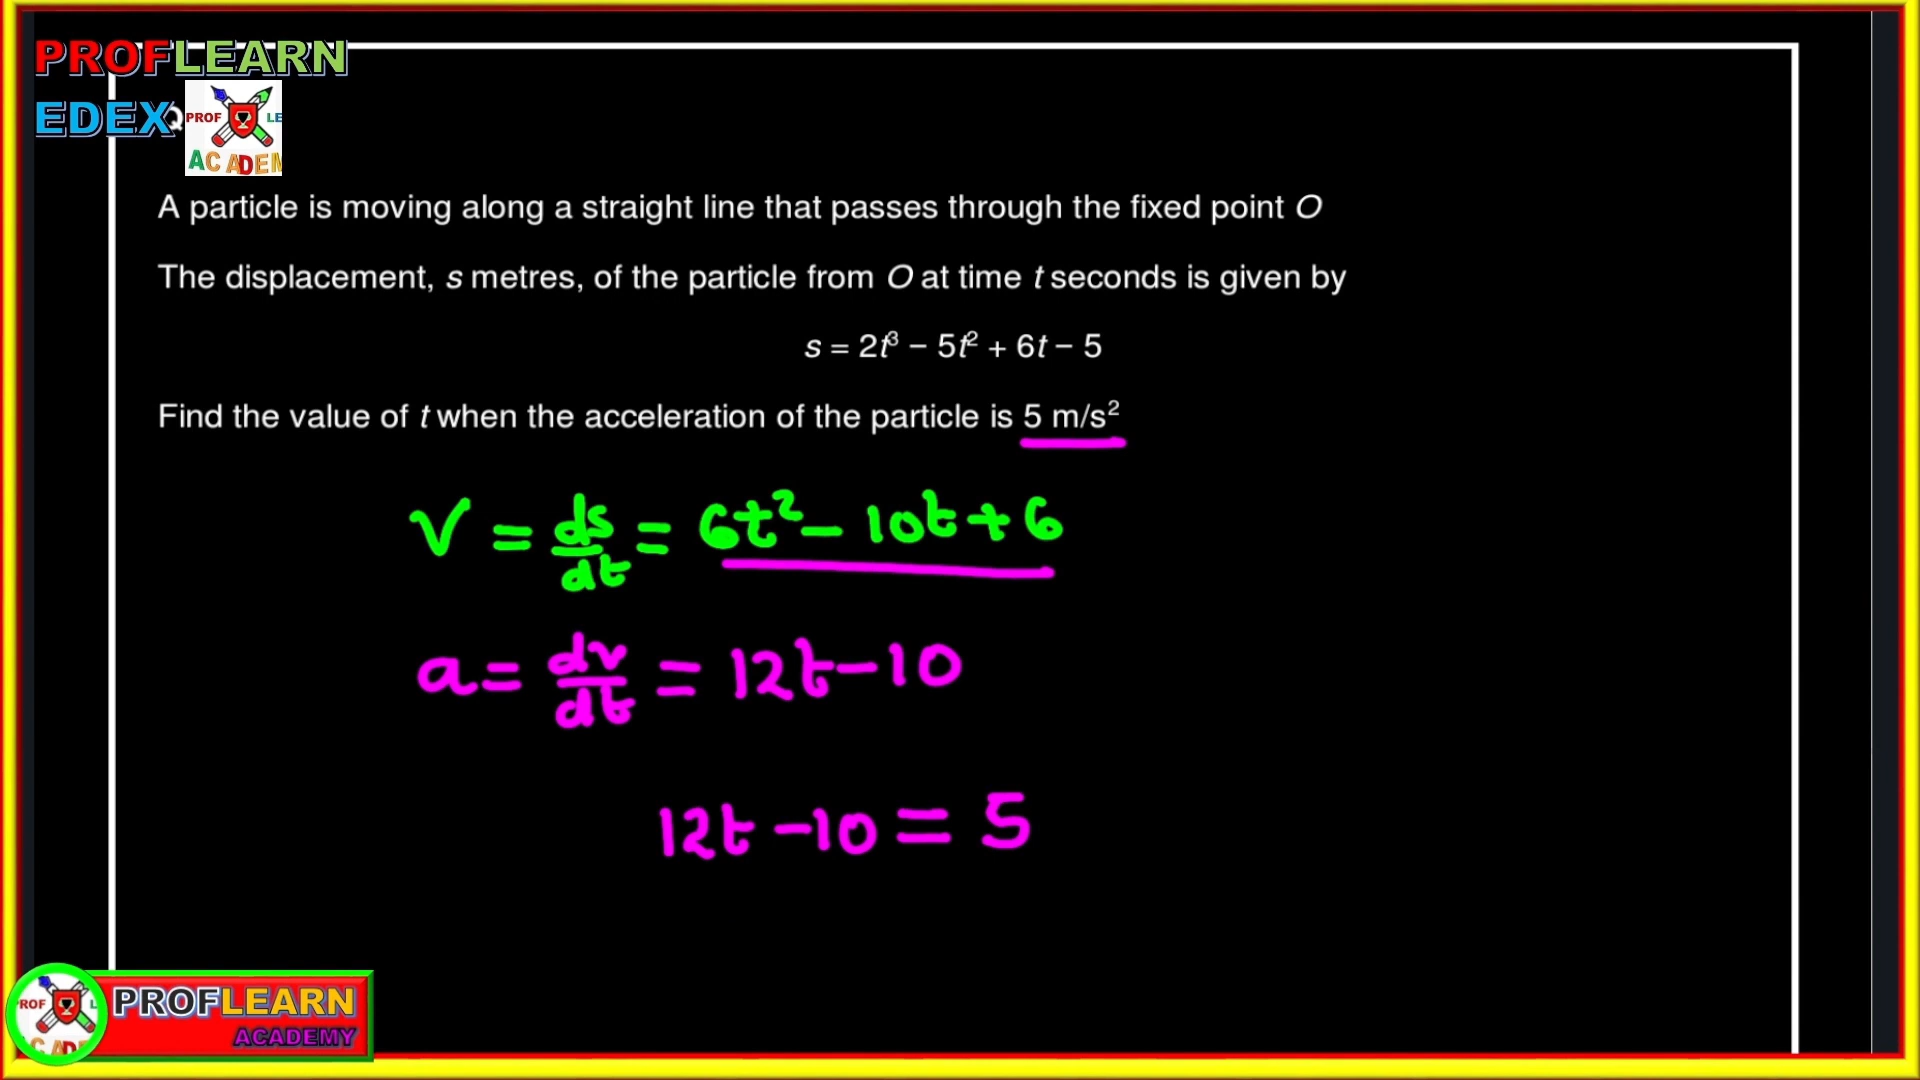 PROFLEARN
EDEX Q
PROF LE
ACADEM
A particle is moving along a straight line that passes through the fixed point O
The displacement, s metres, of the particle from O at time t seconds is given by
s = 2t³ − 5t² + 6t − 5
Find the value of t when the acceleration of the particle is 5 m/s²
V = ds/dt = 6t² − 10t + 6
a = dv/dt = 12t − 10
12t − 10 = 5
PROFLEARN
ACADEMY